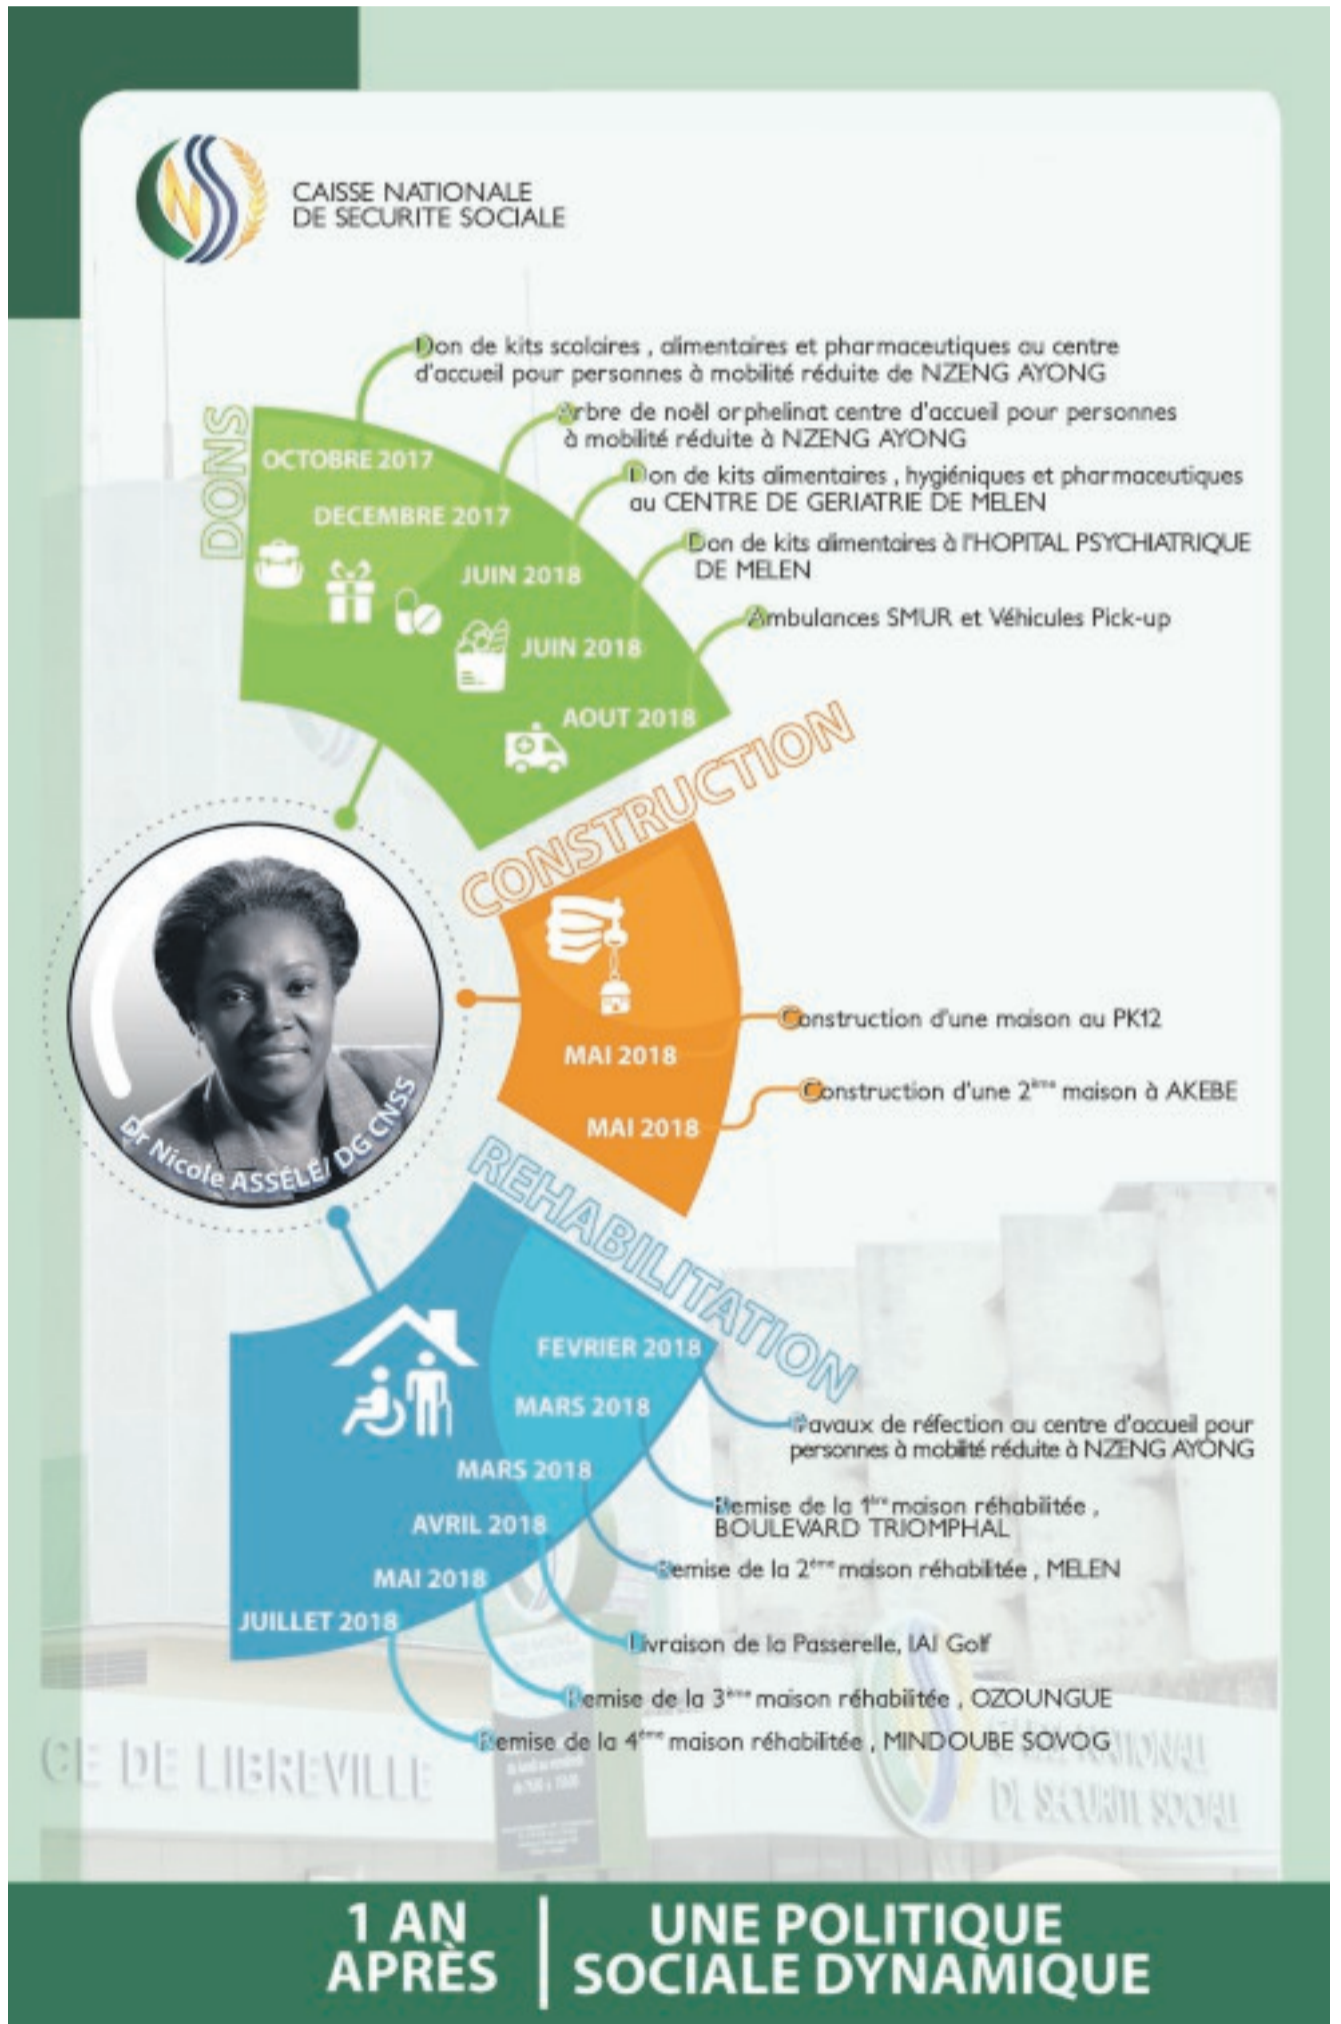 CAISSE NATIONALE
DE SECURITE SOCIALE
DONS
OCTOBRE 2017
Don de kits scolaires , alimentaires et pharmaceutiques au centre
d'accueil pour personnes à mobilité réduite de NZENG AYONG
DECEMBRE 2017
Arbre de noël orphelinat centre d'accueil pour personnes
à mobilité réduite à NZENG AYONG
JUIN 2018
Don de kits alimentaires , hygiéniques et pharmaceutiques
au CENTRE DE GERIATRIE DE MELEN
JUIN 2018
Don de kits alimentaires à l'HOPITAL PSYCHIATRIQUE
DE MELEN
AOUT 2018
Ambulances SMUR et Véhicules Pick-up
CONSTRUCTION
MAI 2018
Construction d'une maison au PK12
MAI 2018
Construction d'une 2ème maison à AKEBE
Dr Nicole ASSÉLÉ/ DG CNSS
REHABILITATION
FEVRIER 2018
Travaux de réfection au centre d'accueil pour
personnes à mobilité réduite à NZENG AYONG
MARS 2018
Remise de la 1ère maison réhabilitée ,
BOULEVARD TRIOMPHAL
MARS 2018
Remise de la 2ème maison réhabilitée , MELEN
AVRIL 2018
Livraison de la Passerelle, IAI Golf
MAI 2018
Remise de la 3ème maison réhabilitée , OZOUNGUE
JUILLET 2018
Remise de la 4ème maison réhabilitée , MINDOUBE SOVOG
CE DE LIBREVILLE
NATIONALE
DE SECURITE SOCIALE
1 AN
APRÈS
UNE POLITIQUE
SOCIALE DYNAMIQUE